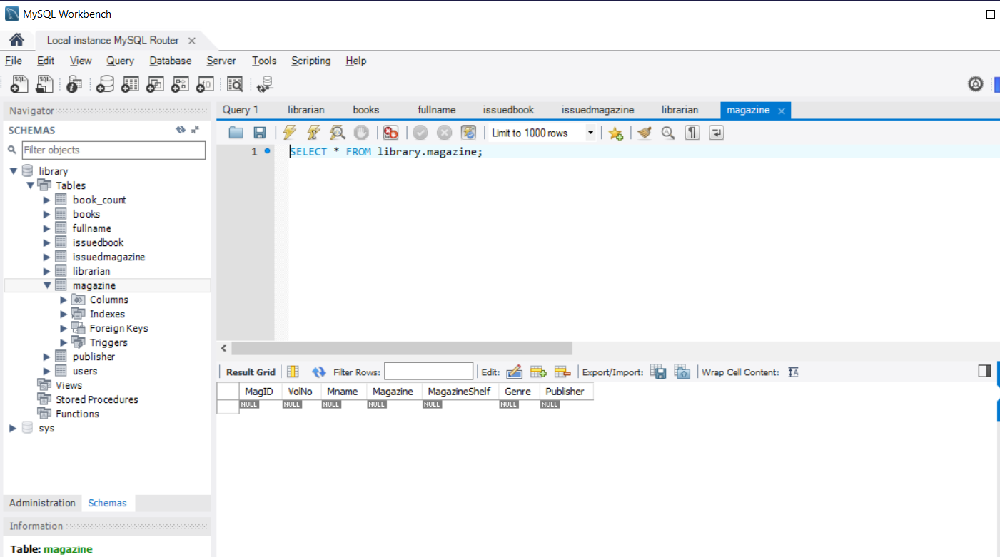 MySQL Workbench
Local instance MySQL Router
File Edit View Query Database Server Tools Scripting Help
SQL SQL
Navigator
SCHEMAS
Filter objects
library
Tables
book_count
books
fullname
issuedbook
issuedmagazine
librarian
magazine
Columns
Indexes
Foreign Keys
Triggers
publisher
users
Views
Stored Procedures
Functions
sys
Administration Schemas
Information
Table: magazine
Query 1 librarian books fullname issuedbook issuedmagazine librarian magazine
Limit to 1000 rows
1 SELECT * FROM library.magazine;
Result Grid Filter Rows: Edit: Export/Import: Wrap Cell Content:
MagID VolNo Mname Magazine MagazineShelf Genre Publisher
NULL NULL NULL NULL NULL NULL NULL